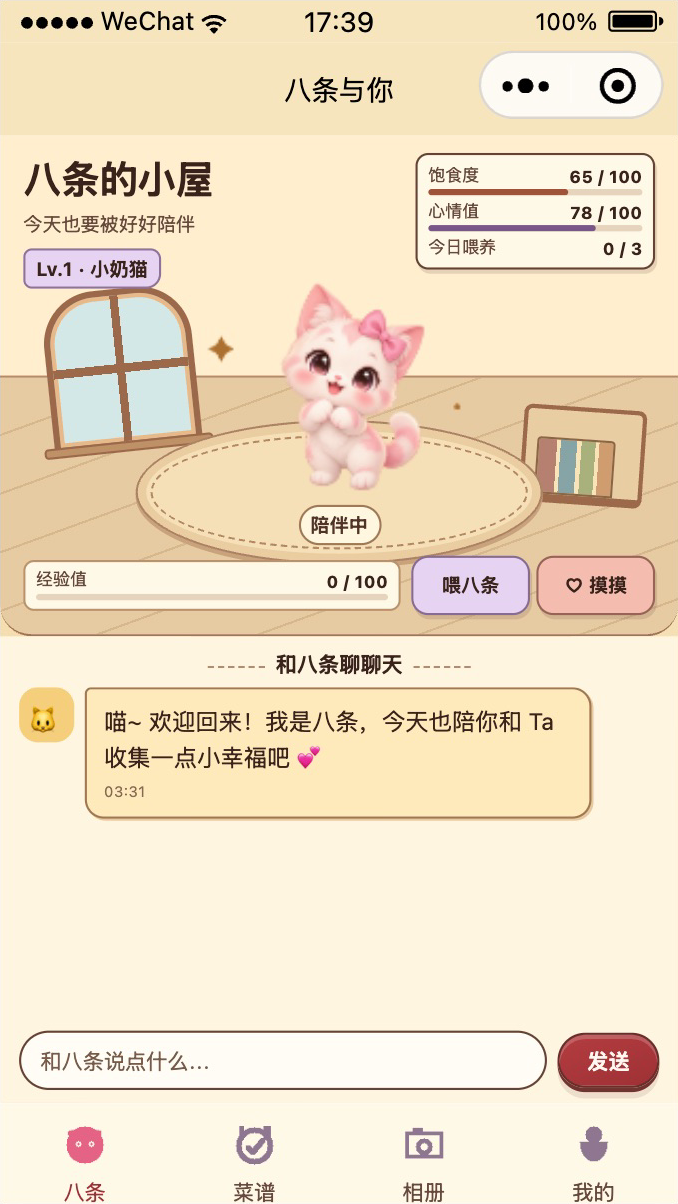 WeChat 17:39 100%
八条与你
八条的小屋
今天也要被好好陪伴
Lv.1 · 小奶猫
饱食度 65 / 100
心情值 78 / 100
今日喂养 0 / 3
陪伴中
经验值 0 / 100
喂八条
摸摸
------ 和八条聊聊天 ------
喵~ 欢迎回来！我是八条，今天也陪你和 Ta
收集一点小幸福吧 💕
03:31
和八条说点什么...
发送
八条
菜谱
相册
我的